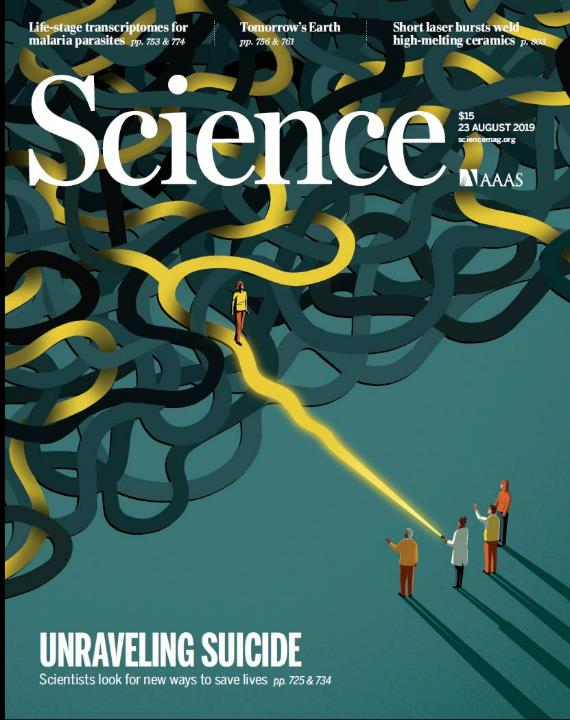 Life-stage transcriptomes for
malaria parasites pp. 753 & 774
Tomorrow's Earth
pp. 756 & 761
Short laser bursts weld
high-melting ceramics p. 803
Science
$15
23 AUGUST 2019
sciencemag.org
AAAS
UNRAVELING SUICIDE
Scientists look for new ways to save lives pp. 725 & 734